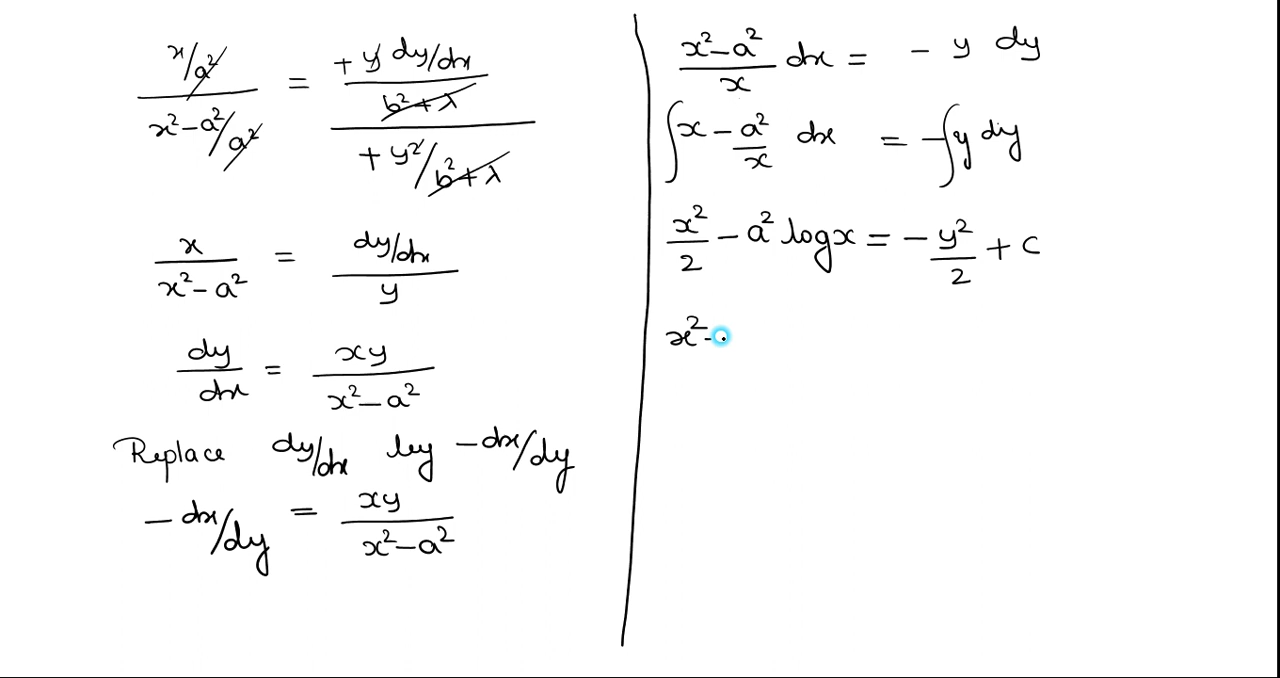 x/a² / (x²-a²/a²) = (+ y dy/dx / b²+λ) / (+ y²/b²+λ)
x / (x²-a²) = dy/dx / y
dy/dx = xy / (x²-a²)
Replace dy/dx by -dx/dy
-dx/dy = xy / (x²-a²)
(x²-a²)/x dx = - y dy
∫x - a²/x dx = -∫y dy
x²/2 - a² log x = -y²/2 + c
x² -